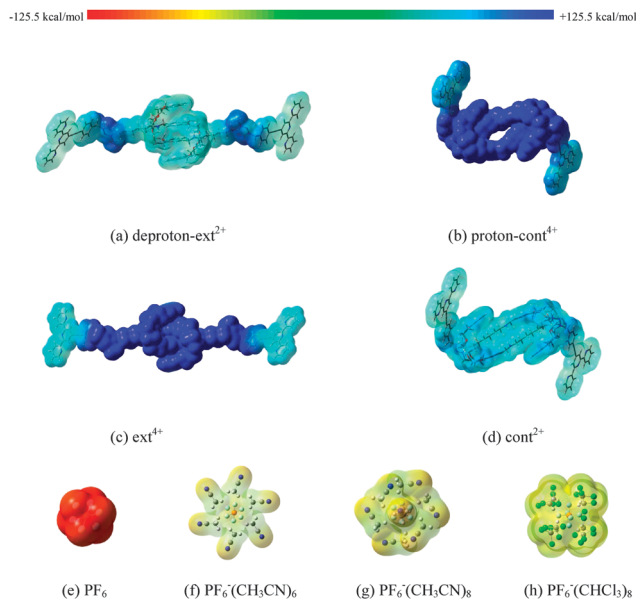 -125.5 kcal/mol +125.5 kcal/mol
(a) deproton-ext²⁺ (b) proton-cont⁴⁺
(c) ext⁴⁺ (d) cont²⁺
(e) PF₆ (f) PF₆⁻(CH₃CN)₆ (g) PF₆⁻(CH₃CN)₈ (h) PF₆⁻(CHCl₃)₈